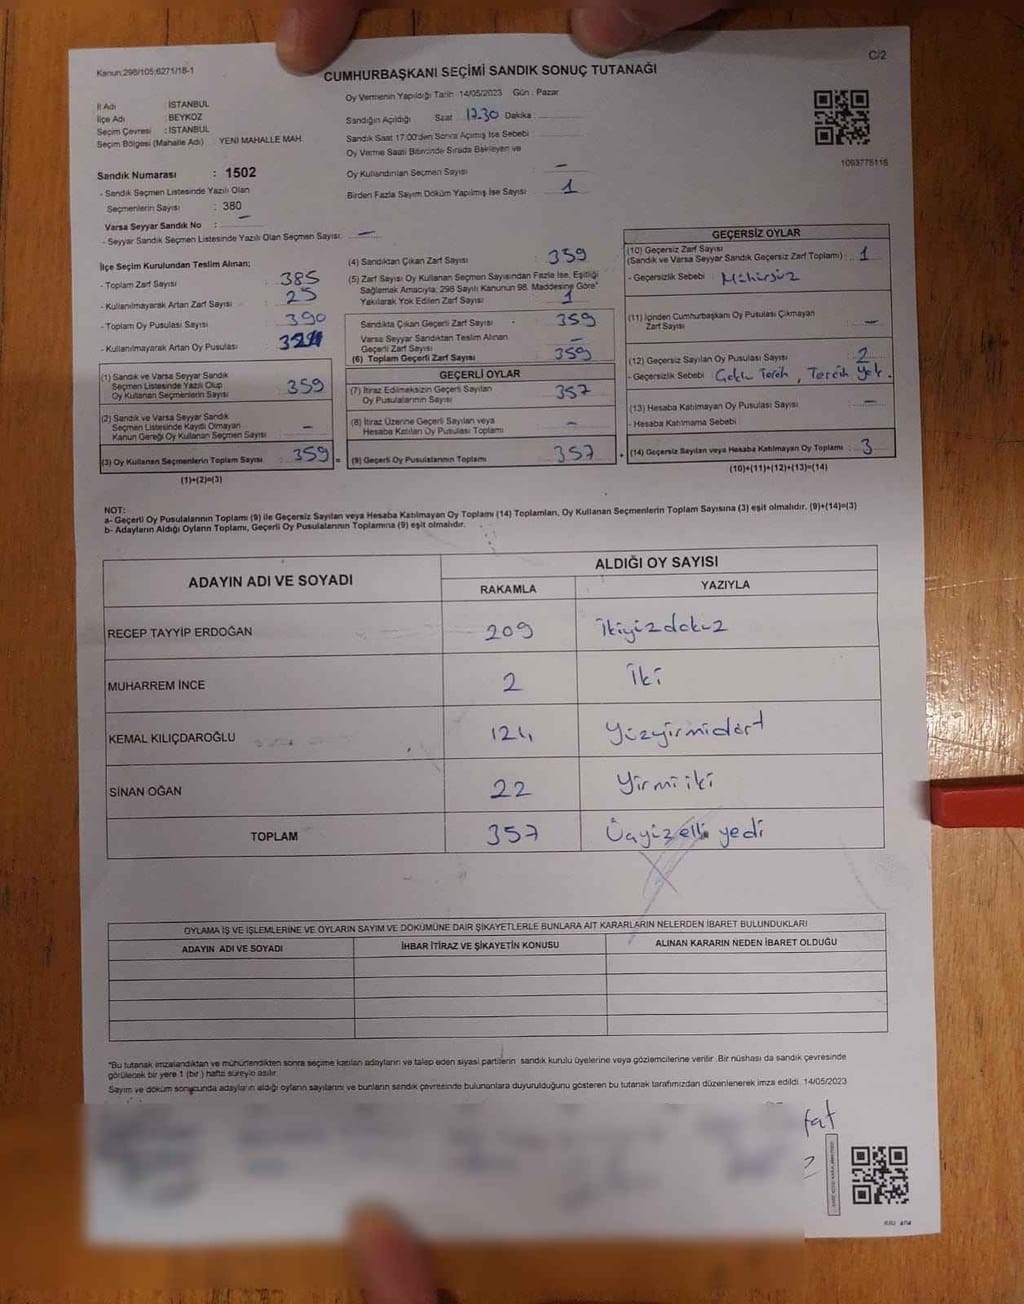 Kanun:298/105;6271/18-1
C/2
CUMHURBAŞKANI SEÇİMİ SANDIK SONUÇ TUTANAĞI
İl Adı : İSTANBUL
İlçe Adı : BEYKOZ
Seçim Çevresi : İSTANBUL
Seçim Bölgesi (Mahalle Adı) : YENİ MAHALLE MAH.
Sandık Numarası : 1502
- Sandık Seçmen Listesinde Yazılı Olan
Seçmenlerin Sayısı : 380
Varsa Seyyar Sandık No : -
- Seyyar Sandık Seçmen Listesinde Yazılı Olan Seçmen Sayısı: -
Oy Vermenin Yapıldığı Tarih :14/05/2023 Gün : Pazar
Sandığın Açıldığı Saat 17.30 Dakika :
Sandık Saat 17.00'den Sonra Açılmış İse Sebebi :
Oy Verme Saati Bitiminde Sırada Bekleyen ve
Oy Kullandırılan Seçmen Sayısı : -
Birden Fazla Sayım Döküm Yapılmış İse Sayısı : 1
1093775115
İlçe Seçim Kurulundan Teslim Alınan;
- Toplam Zarf Sayısı : 385
- Kullanılmayarak Artan Zarf Sayısı : 25
- Toplam Oy Pusulası Sayısı : 390
- Kullanılmayarak Artan Oy Pusulası :
(1) Sandık ve Varsa Seyyar Sandık
Seçmen Listesinde Yazılı Olup
Oy Kullanan Seçmenlerin Sayısı : 359
(2) Sandık ve Varsa Seyyar Sandık
Seçmen Listesinde Kayıtlı Olmayan
Kanun Gereği Oy Kullanan Seçmen Sayısı : -
(3) Oy Kullanan Seçmenlerin Toplam Sayısı : 359 =
(1)+(2)=(3)
(4) Sandıktan Çıkan Zarf Sayısı : 359
(5) Zarf Sayısı Oy Kullanan Seçmen Sayısından Fazla İse, Eşitliği
Sağlamak Amacıyla, 298 Sayılı Kanunun 98. Maddesine Göre*
Yakılarak Yok Edilen Zarf Sayısı : 1
Sandıkta Çıkan Geçerli Zarf Sayısı : 359
Varsa Seyyar Sandıktan Teslim Alınan
Geçerli Zarf Sayısı : -
(6) Toplam Geçerli Zarf Sayısı : 359
GEÇERLİ OYLAR
(7) İtiraz Edilmeksizin Geçerli Sayılan
Oy Pusulalarının Sayısı : 357
(8) İtiraz Üzerine Geçerli Sayılan veya
Hesaba Katılan Oy Pusulası Toplamı : -
(9) Geçerli Oy Pusulalarının Toplamı : 357 +
GEÇERSİZ OYLAR
(10) Geçersiz Zarf Sayısı
(Sandık ve Varsa Seyyar Sandık Geçersiz Zarf Toplamı) : 1
- Geçersizlik Sebebi : Mühürsüz
(11) İçinden Cumhurbaşkanı Oy Pusulası Çıkmayan
Zarf Sayısı : -
(12) Geçersiz Sayılan Oy Pusulası Sayısı : 2
- Geçersizlik Sebebi : Çoklu Tercih, Tercih Yok.
(13) Hesaba Katılmayan Oy Pusulası Sayısı : -
- Hesaba Katılmama Sebebi
(14) Geçersiz Sayılan veya Hesaba Katılmayan Oy Toplamı : 3
(10)+(11)+(12)+(13)=(14)
NOT:
a- Geçerli Oy Pusulalarının Toplamı (9) ile Geçersiz Sayılan veya Hesaba Katılmayan Oy Toplamı (14) Toplamları, Oy Kullanan Seçmenlerin Toplam Sayısına (3) eşit olmalıdır. (9)+(14)=(3)
b- Adayların Aldığı Oyların Toplamı, Geçerli Oy Pusulalarının Toplamına (9) eşit olmalıdır.
ADAYIN ADI VE SOYADI ALDIĞI OY SAYISI
RAKAMLA YAZIYLA
RECEP TAYYİP ERDOĞAN 209 İkiyüzdokuz
MUHARREM İNCE 2 İki
KEMAL KILIÇDAROĞLU 124 Yüzyirmidört
SİNAN OĞAN 22 Yirmiiki
TOPLAM 357 Üçyüzelli yedi
OYLAMA İŞ VE İŞLEMLERİNE VE OYLARIN SAYIM VE DÖKÜMÜNE DAİR ŞİKAYETLERLE BUNLARA AİT KARARLARIN NELERDEN İBARET BULUNDUKLARI
ADAYIN ADI VE SOYADI İHBAR İTİRAZ VE ŞİKAYETİN KONUSU ALINAN KARARIN NEDEN İBARET OLDUĞU
*Bu tutanak imzalandıktan ve mühürlendikten sonra seçime katılan adayların ve talep eden siyasi partilerin sandık kurulu üyelerine veya gözlemcilerine verilir. Bir nüshası da sandık çevresinde
görülecek bir yere 1 (bir) hafta süreyle asılır.
Sayım ve döküm sonucunda adayların aldığı oyların sayılarını ve bunların sandık çevresinde bulunanlara duyurulduğunu gösteren bu tutanak tarafımızdan düzenlenerek imza edildi. 14/05/2023
fat